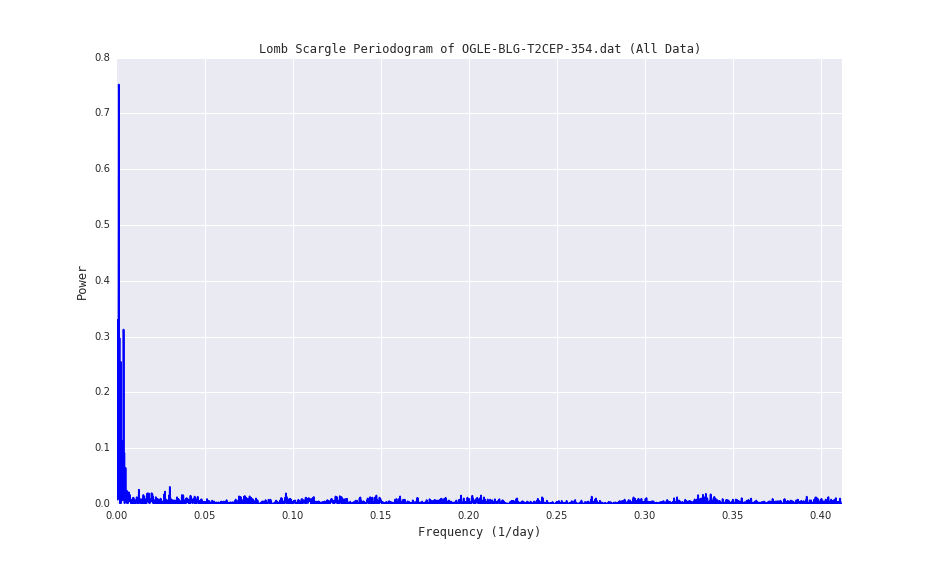 Lomb Scargle Periodogram of OGLE-BLG-T2CEP-354.dat (All Data)
0.8
0.7
0.6
0.5
0.4
0.3
0.2
0.1
0.0
Power
0.00 0.05 0.10 0.15 0.20 0.25 0.30 0.35 0.40
Frequency (1/day)